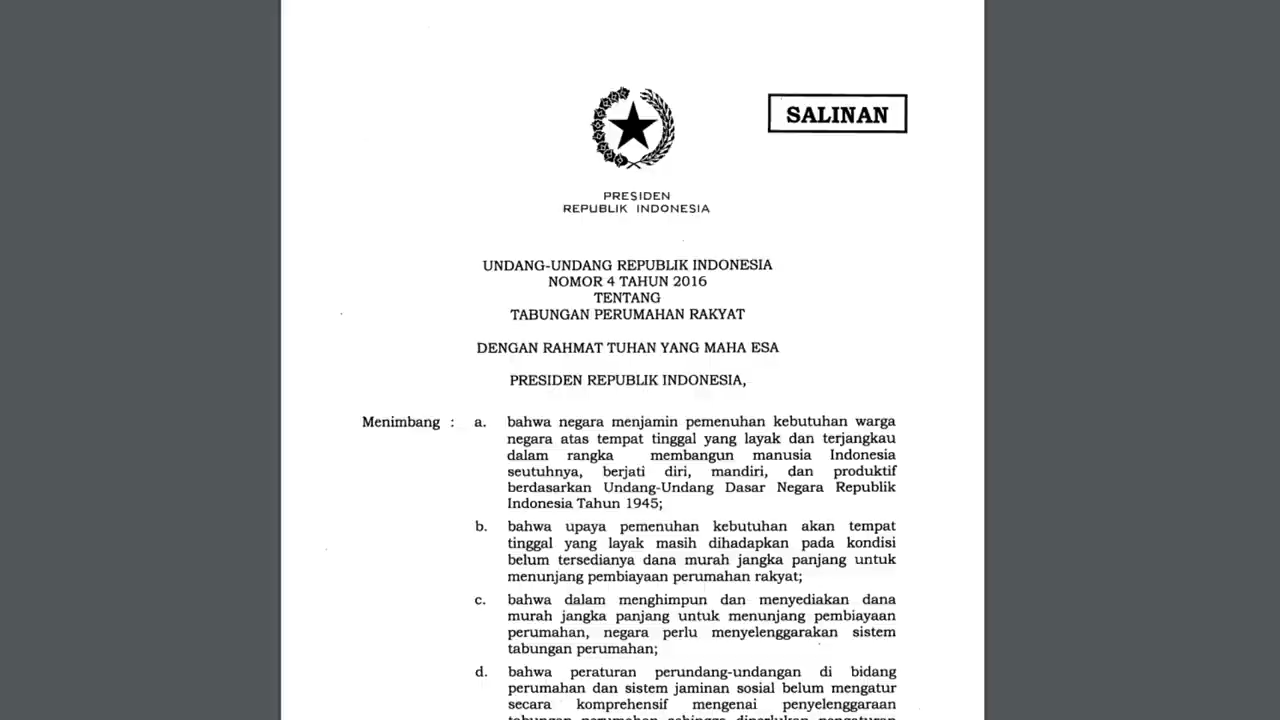 SALINAN
PRESIDEN
REPUBLIK INDONESIA
UNDANG-UNDANG REPUBLIK INDONESIA
NOMOR 4 TAHUN 2016
TENTANG
TABUNGAN PERUMAHAN RAKYAT
DENGAN RAHMAT TUHAN YANG MAHA ESA
PRESIDEN REPUBLIK INDONESIA,
Menimbang : a. bahwa negara menjamin pemenuhan kebutuhan warga
negara atas tempat tinggal yang layak dan terjangkau
dalam rangka membangun manusia Indonesia
seutuhnya, berjati diri, mandiri, dan produktif
berdasarkan Undang-Undang Dasar Negara Republik
Indonesia Tahun 1945;
b. bahwa upaya pemenuhan kebutuhan akan tempat
tinggal yang layak masih dihadapkan pada kondisi
belum tersedianya dana murah jangka panjang untuk
menunjang pembiayaan perumahan rakyat;
c. bahwa dalam menghimpun dan menyediakan dana
murah jangka panjang untuk menunjang pembiayaan
perumahan, negara perlu menyelenggarakan sistem
tabungan perumahan;
d. bahwa peraturan perundang-undangan di bidang
perumahan dan sistem jaminan sosial belum mengatur
secara komprehensif mengenai penyelenggaraan
tabungan perumahan sehingga diperlukan pengaturan